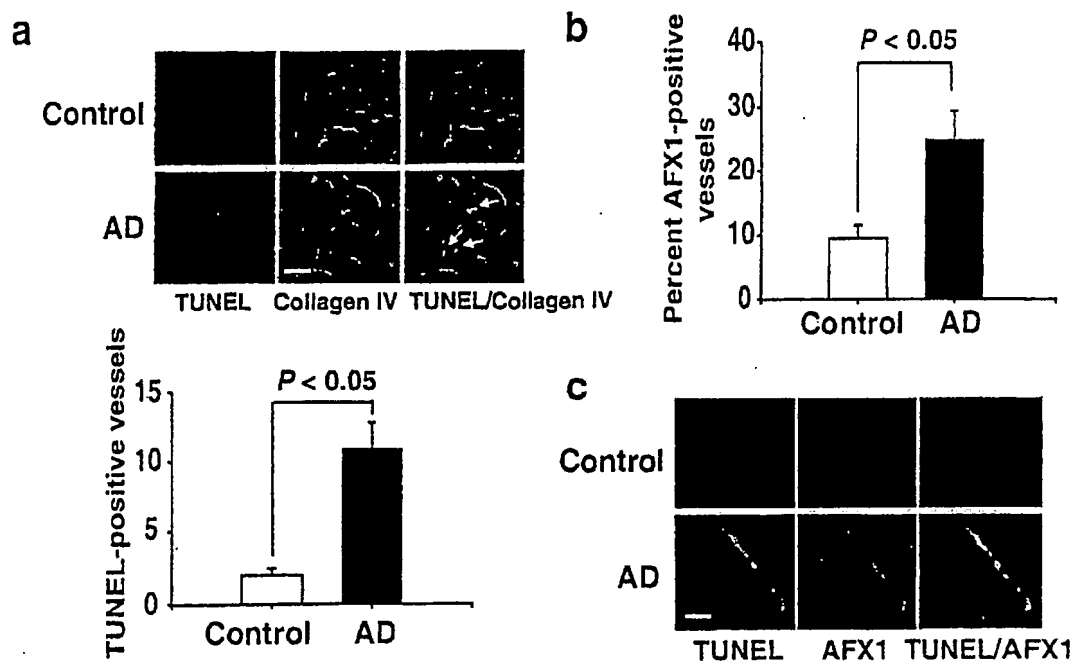 a
Control
AD
TUNEL Collagen IV TUNEL/Collagen IV
TUNEL-positive vessels
15
10
5
0
P < 0.05
Control AD
b
Percent AFX1-positive
vessels
40
30
20
10
0
P < 0.05
Control AD
c
Control
AD
TUNEL AFX1 TUNEL/AFX1